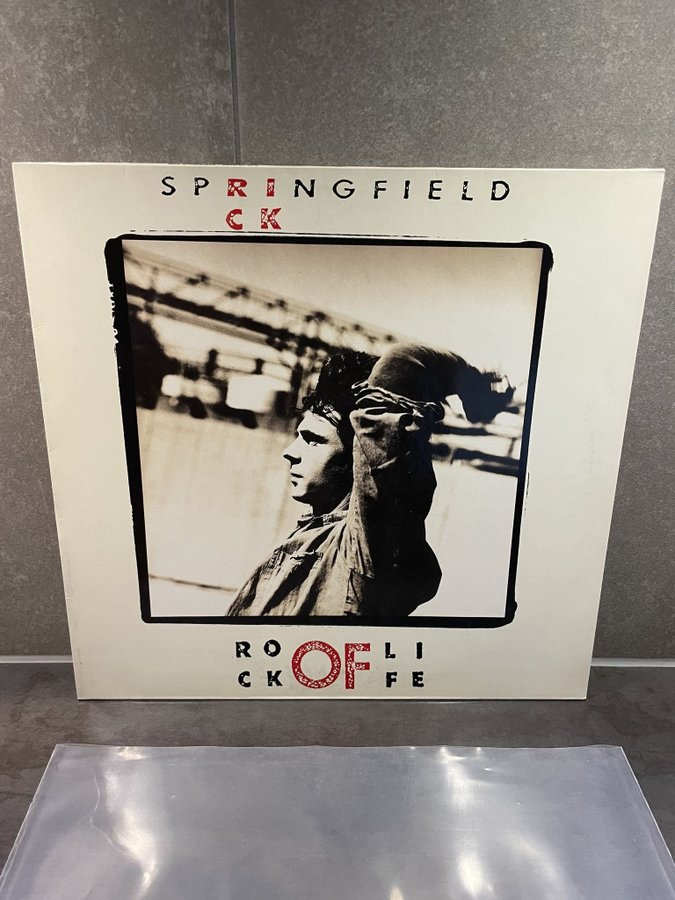 SPRINGFIELD
CK
RO OF LI
CK FE